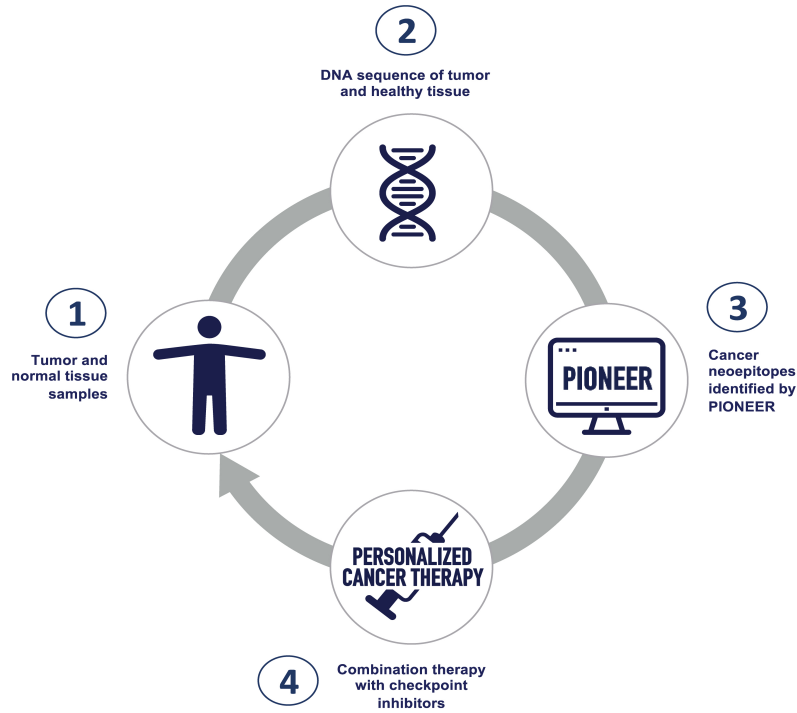 2
DNA sequence of tumor
and healthy tissue
1
Tumor and
normal tissue
samples
3
Cancer
neoepitopes
identified by
PIONEER
PIONEER
PERSONALIZED
CANCER THERAPY
4
Combination therapy
with checkpoint
inhibitors